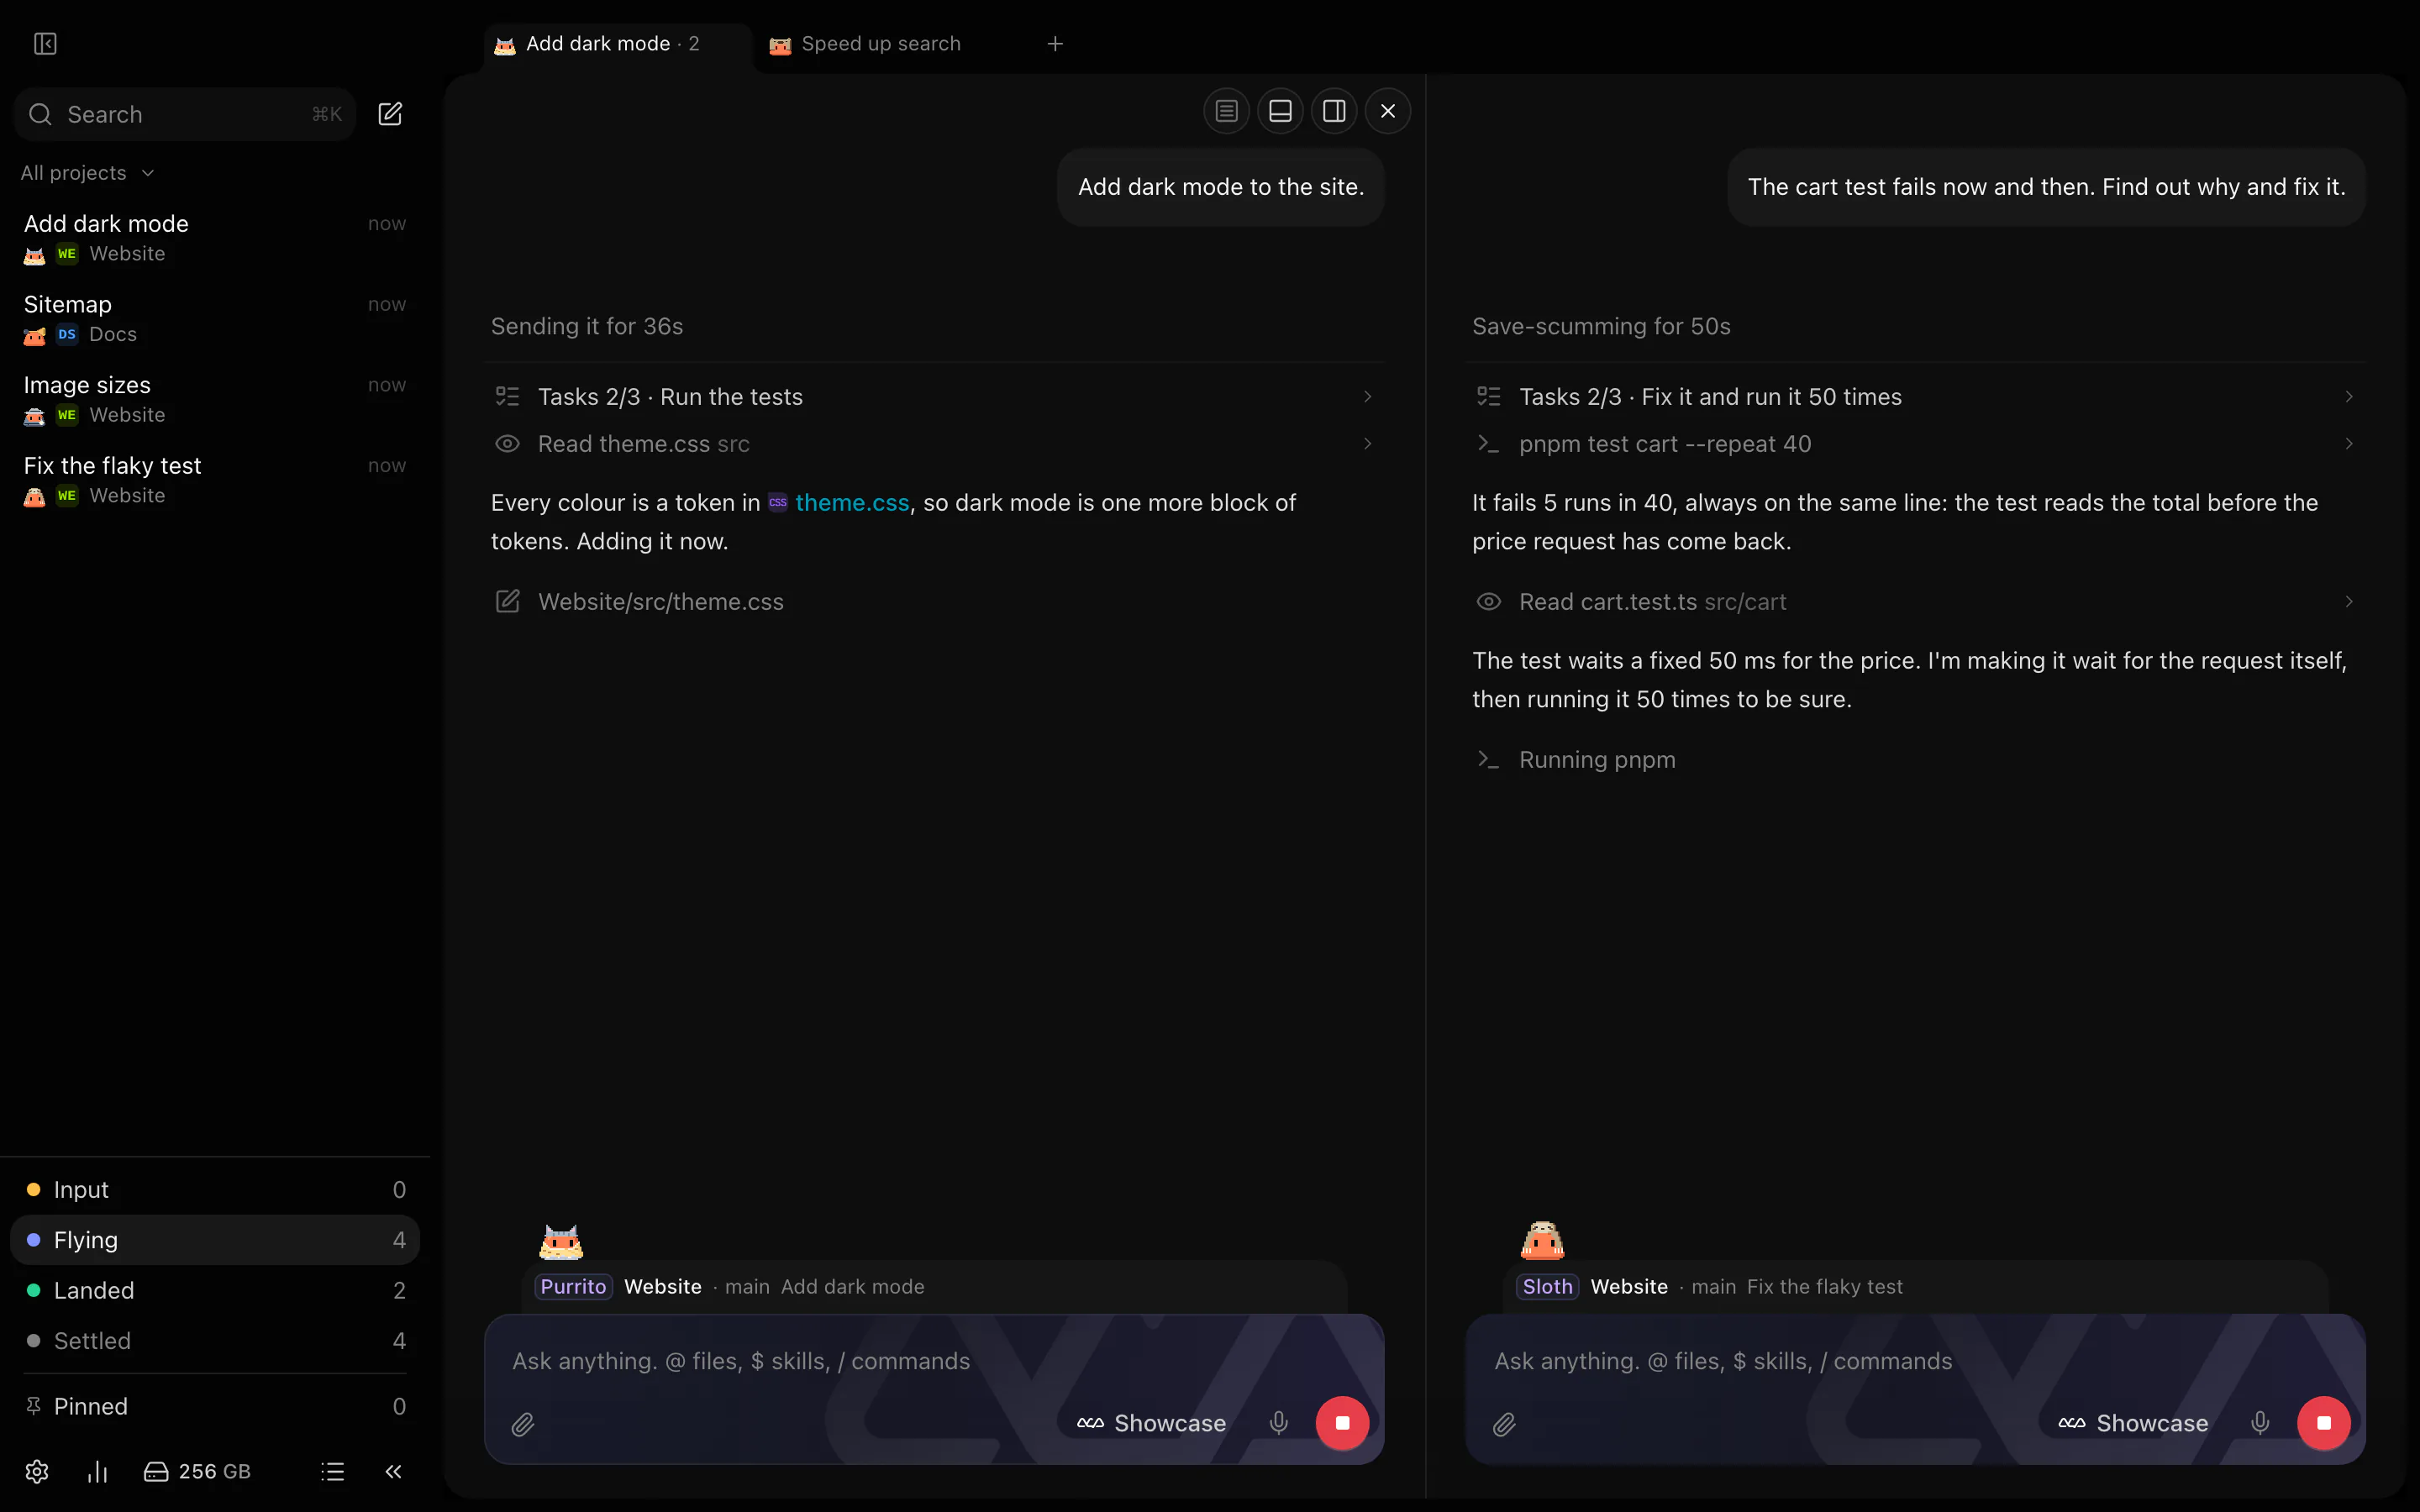 Add dark mode · 2
Speed up search
Search
⌘K
All projects
Add dark mode
now
WE Website
Sitemap
now
DS Docs
Image sizes
now
WE Website
Fix the flaky test
now
WE Website
Input 0
Flying 4
Landed 2
Settled 4
Pinned 0
256 GB
Add dark mode to the site.
Sending it for 36s
Tasks 2/3 · Run the tests
Read theme.css src
Every colour is a token in CSS theme.css, so dark mode is one more block of
tokens. Adding it now.
Website/src/theme.css
Purrito Website · main Add dark mode
Ask anything. @ files, $ skills, / commands
Showcase
The cart test fails now and then. Find out why and fix it.
Save-scumming for 50s
Tasks 2/3 · Fix it and run it 50 times
pnpm test cart --repeat 40
It fails 5 runs in 40, always on the same line: the test reads the total before the
price request has come back.
Read cart.test.ts src/cart
The test waits a fixed 50 ms for the price. I'm making it wait for the request itself,
then running it 50 times to be sure.
Running pnpm
Sloth Website · main Fix the flaky test
Ask anything. @ files, $ skills, / commands
Showcase